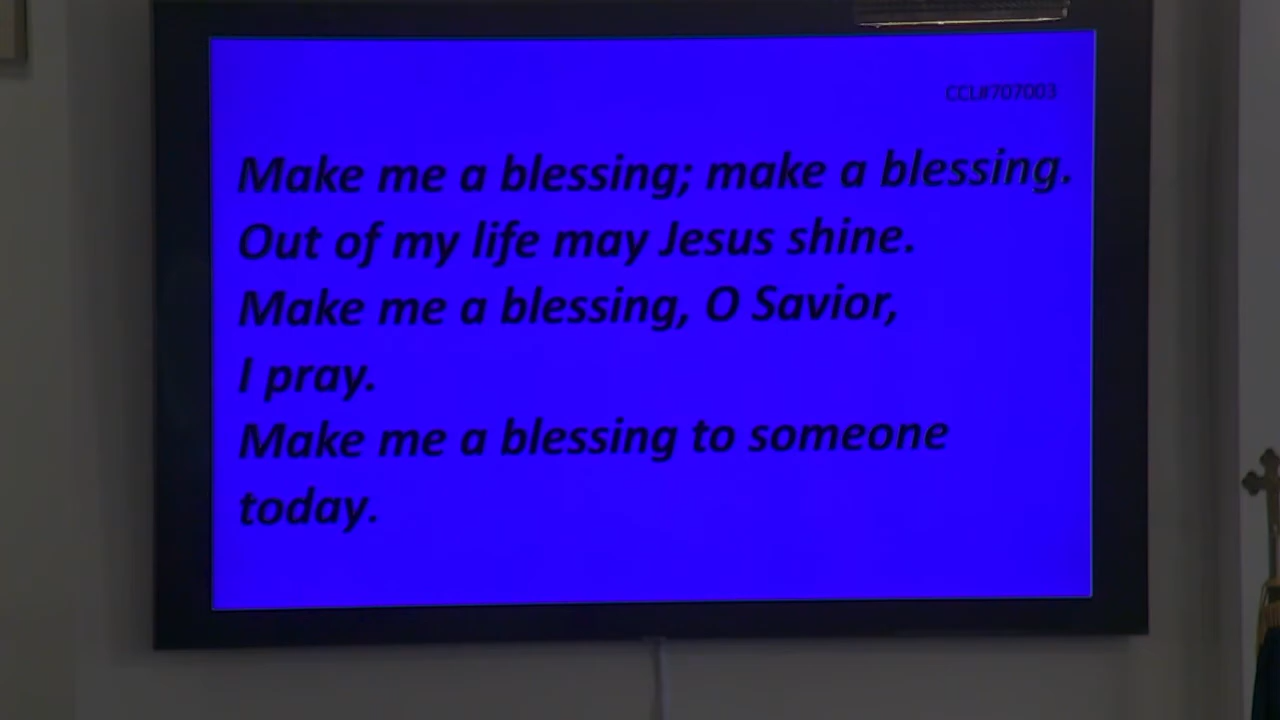 CCLI#707003
Make me a blessing; make a blessing.
Out of my life may Jesus shine.
Make me a blessing, O Savior,
I pray.
Make me a blessing to someone
today.